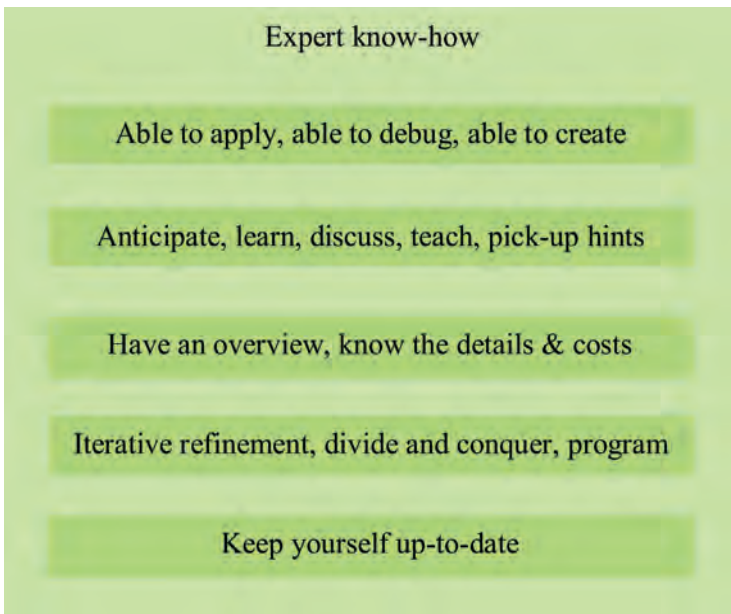 Expert know-how
Able to apply, able to debug, able to create
Anticipate, learn, discuss, teach, pick-up hints
Have an overview, know the details & costs
Iterative refinement, divide and conquer, program
Keep yourself up-to-date